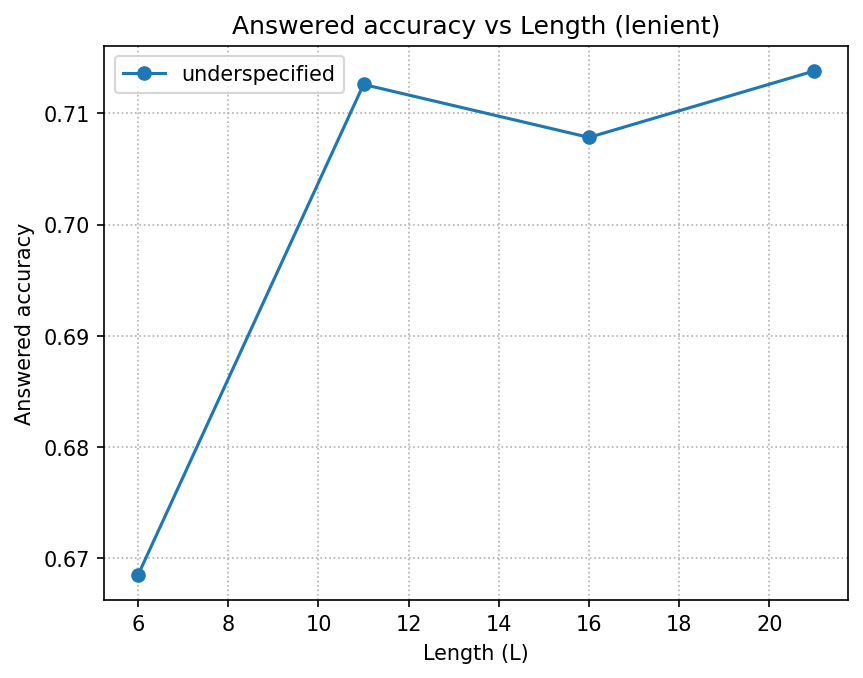 Answered accuracy vs Length (lenient)
underspecified
0.71
0.70
0.69
0.68
0.67
Answered accuracy
6 8 10 12 14 16 18 20
Length (L)